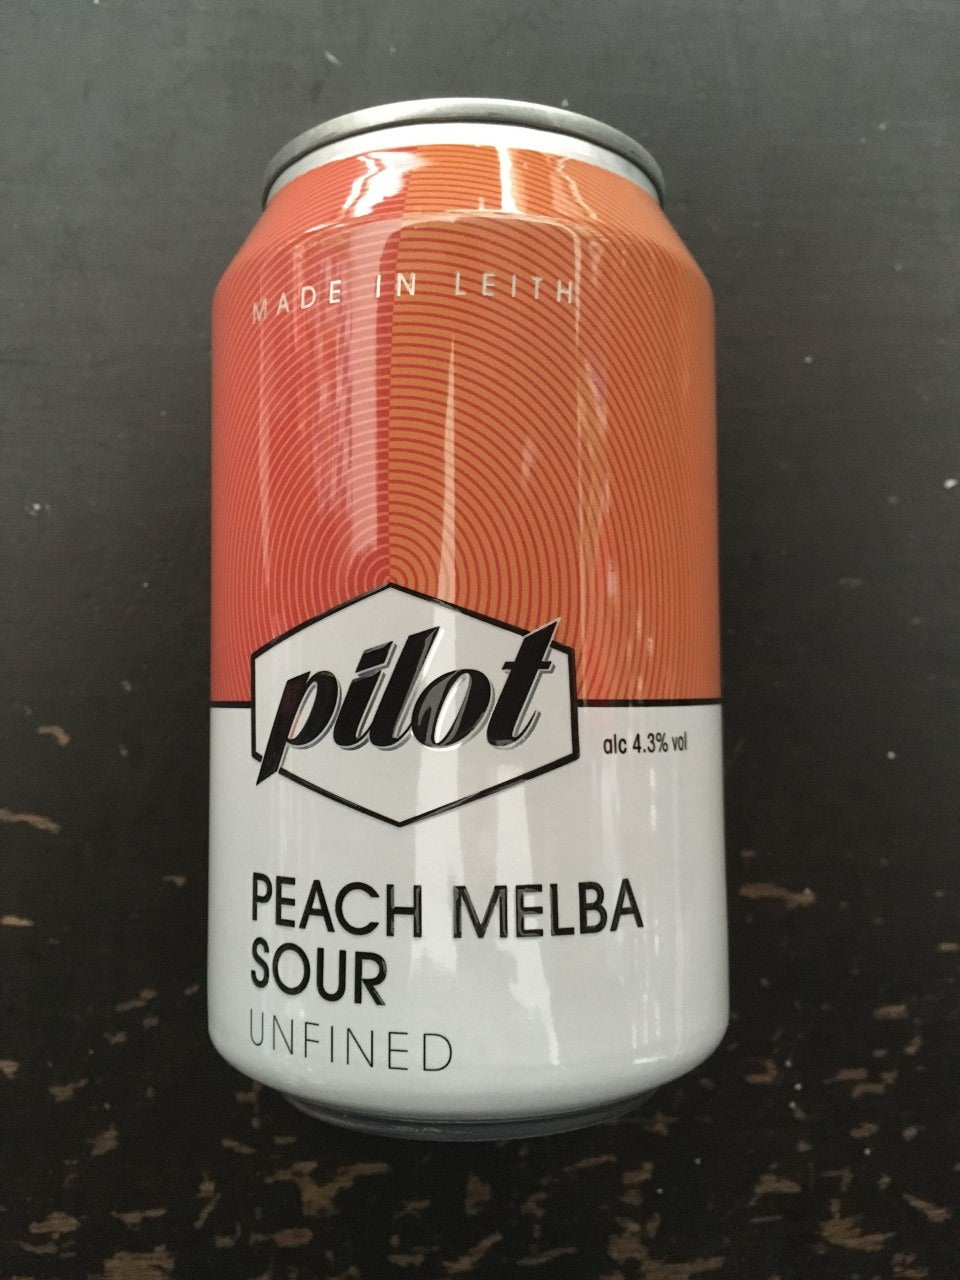 MADE IN LEITH
pilot
alc 4.3% vol
PEACH MELBA
SOUR
UNFINED